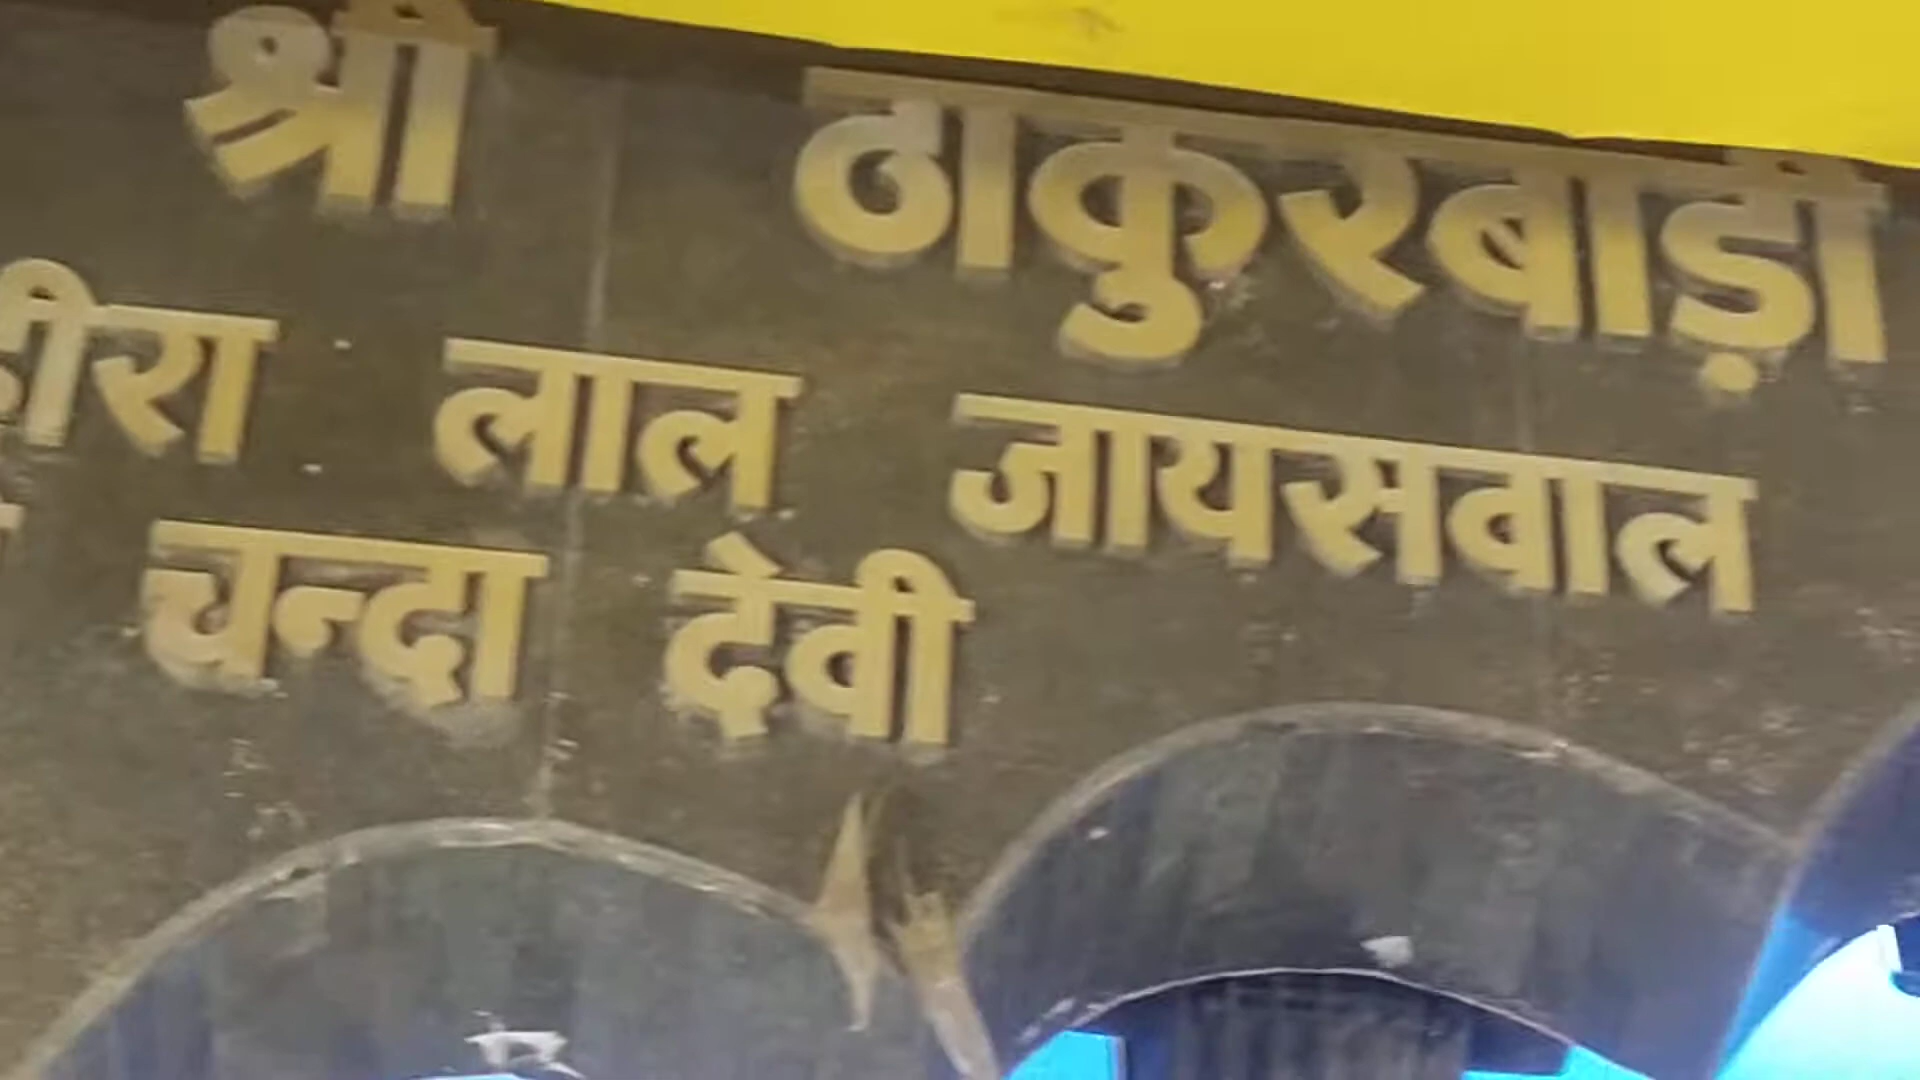 श्री ठाकुरबाड़ी
हीरा लाल जायसवाल
चन्दा देवी